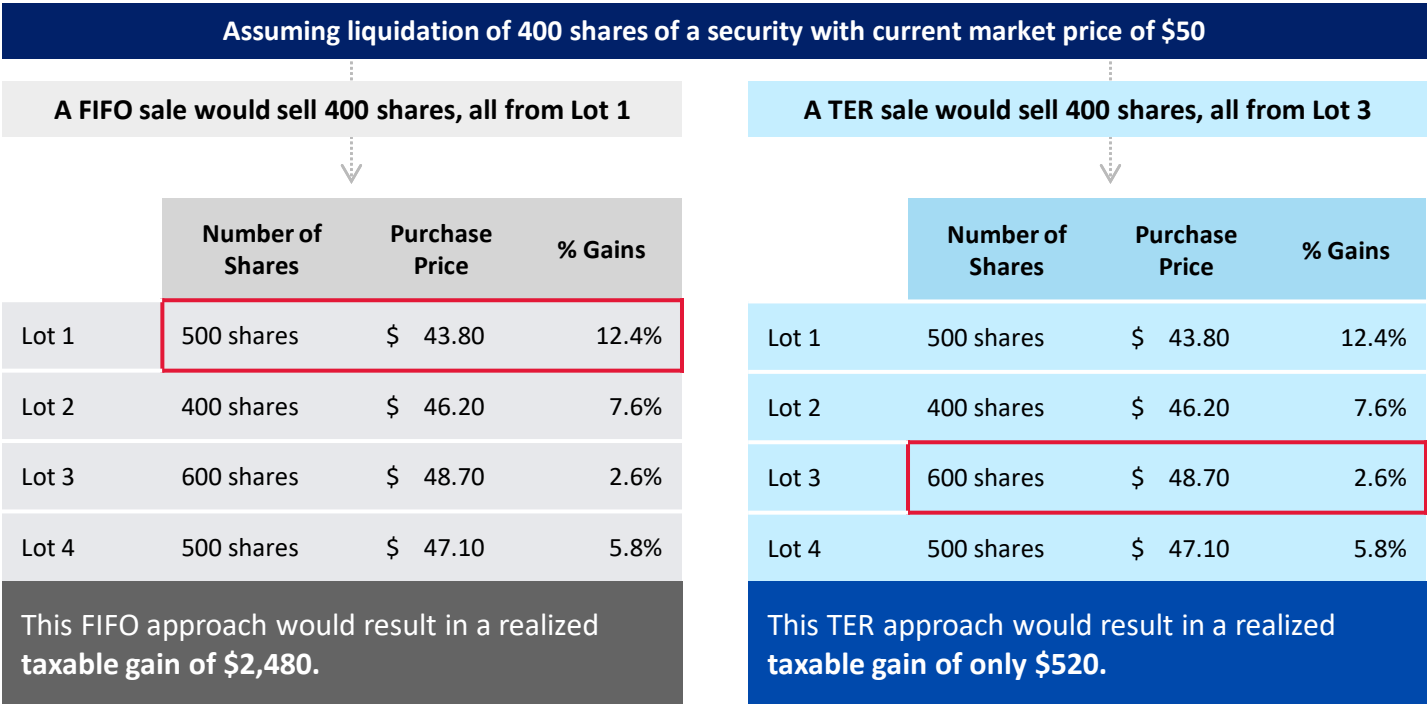 Assuming liquidation of 400 shares of a security with current market price of $50
A FIFO sale would sell 400 shares, all from Lot 1
Number of Shares Purchase Price % Gains
Lot 1 500 shares $ 43.80 12.4%
Lot 2 400 shares $ 46.20 7.6%
Lot 3 600 shares $ 48.70 2.6%
Lot 4 500 shares $ 47.10 5.8%
This FIFO approach would result in a realized
taxable gain of $2,480.
A TER sale would sell 400 shares, all from Lot 3
Number of Shares Purchase Price % Gains
Lot 1 500 shares $ 43.80 12.4%
Lot 2 400 shares $ 46.20 7.6%
Lot 3 600 shares $ 48.70 2.6%
Lot 4 500 shares $ 47.10 5.8%
This TER approach would result in a realized
taxable gain of only $520.